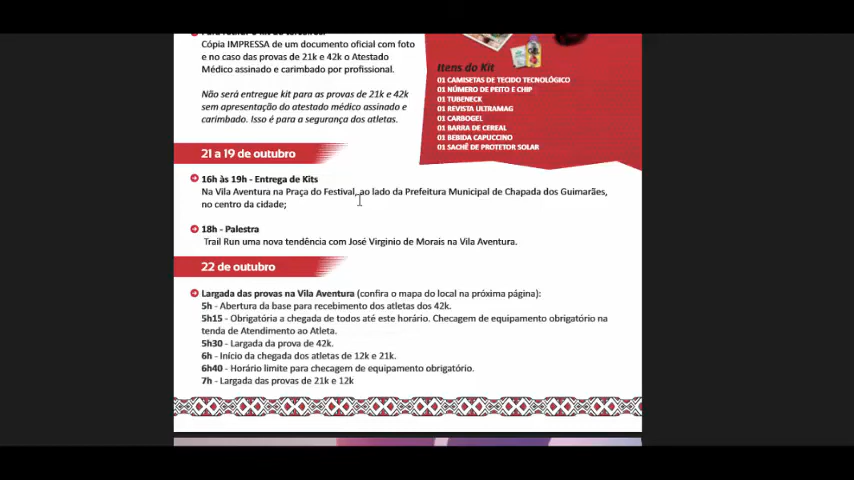 Cópia IMPRESSA de um documento oficial com foto
e no caso das provas de 21k e 42k o Atestado
Médico assinado e carimbado por profissional.
Não será entregue kit para as provas de 21k e 42k
sem apresentação do atestado médico assinado e
carimbado. Isso é para a segurança dos atletas.
Itens do Kit
01 CAMISETAS DE TECIDO TECNOLÓGICO
01 NÚMERO DE PEITO E CHIP
01 TUBENECK
01 REVISTA ULTRAMAG
01 CARBOGEL
01 BARRA DE CEREAL
01 BEBIDA CAPUCCINO
01 SACHÊ DE PROTETOR SOLAR
21 a 19 de outubro
16h às 19h - Entrega de Kits
Na Vila Aventura na Praça do Festival, ao lado da Prefeitura Municipal de Chapada dos Guimarães,
no centro da cidade;
18h - Palestra
Trail Run uma nova tendência com José Virginio de Morais na Vila Aventura.
22 de outubro
Largada das provas na Vila Aventura (confira o mapa do local na próxima página):
5h - Abertura da base para recebimento dos atletas dos 42k.
5h15 - Obrigatória a chegada de todos até este horário. Checagem de equipamento obrigatório na
tenda de Atendimento ao Atleta.
5h30 - Largada da prova de 42k.
6h - Início da chegada dos atletas de 12k e 21k.
6h40 - Horário limite para checagem de equipamento obrigatório.
7h - Largada das provas de 21k e 12k